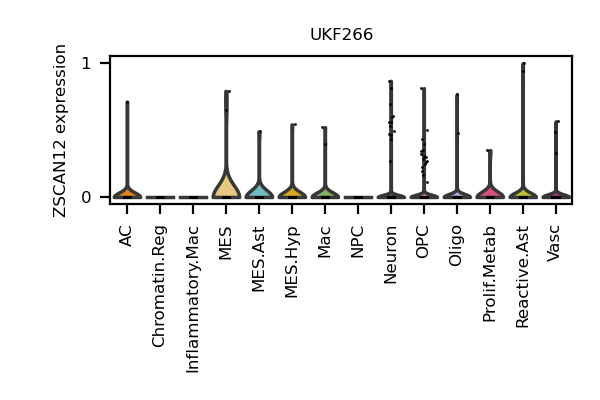 UKF266
ZSCAN12 expression
1
0
AC
Chromatin.Reg
Inflammatory.Mac
MES
MES.Ast
MES.Hyp
Mac
NPC
Neuron
OPC
Oligo
Prolif.Metab
Reactive.Ast
Vasc